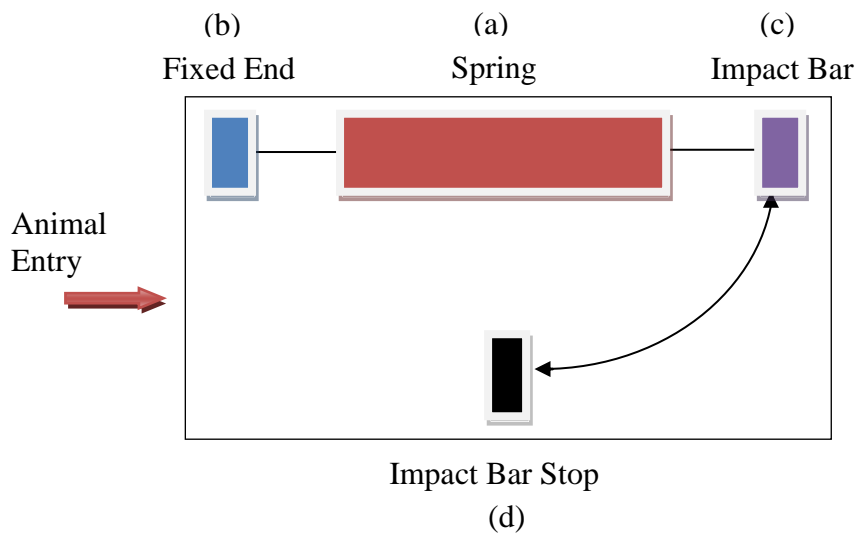 (b) (a) (c)
Fixed End Spring Impact Bar
Animal
Entry
Impact Bar Stop
(d)